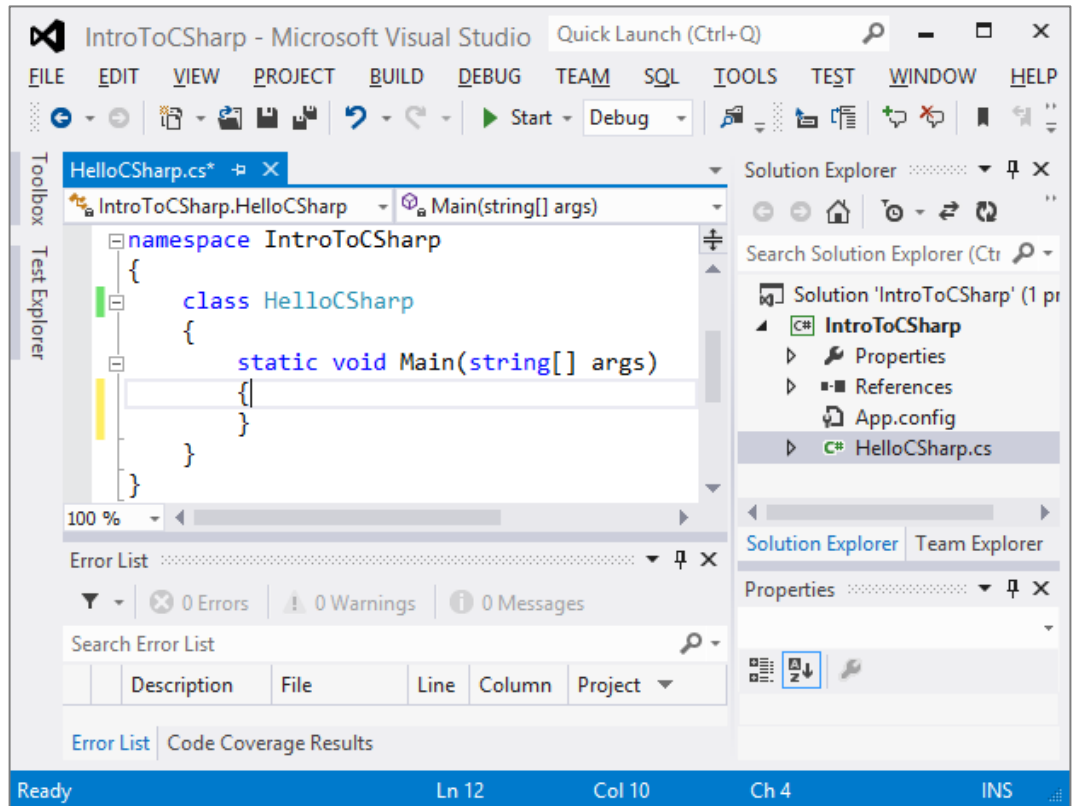 IntroToCSharp - Microsoft Visual Studio Quick Launch (Ctrl+Q)
FILE EDIT VIEW PROJECT BUILD DEBUG TEAM SQL TOOLS TEST WINDOW HELP
Start Debug
Toolbox
Test Explorer
HelloCSharp.cs*
IntroToCSharp.HelloCSharp Main(string[] args)
namespace IntroToCSharp
{
class HelloCSharp
{
static void Main(string[] args)
{
}
}
}
100 %
Error List
0 Errors 0 Warnings 0 Messages
Search Error List
Description File Line Column Project
Error List Code Coverage Results
Solution Explorer
Search Solution Explorer (Ctr
Solution 'IntroToCSharp' (1 pr
C# IntroToCSharp
Properties
References
App.config
C# HelloCSharp.cs
Solution Explorer Team Explorer
Properties
Ready Ln 12 Col 10 Ch 4 INS